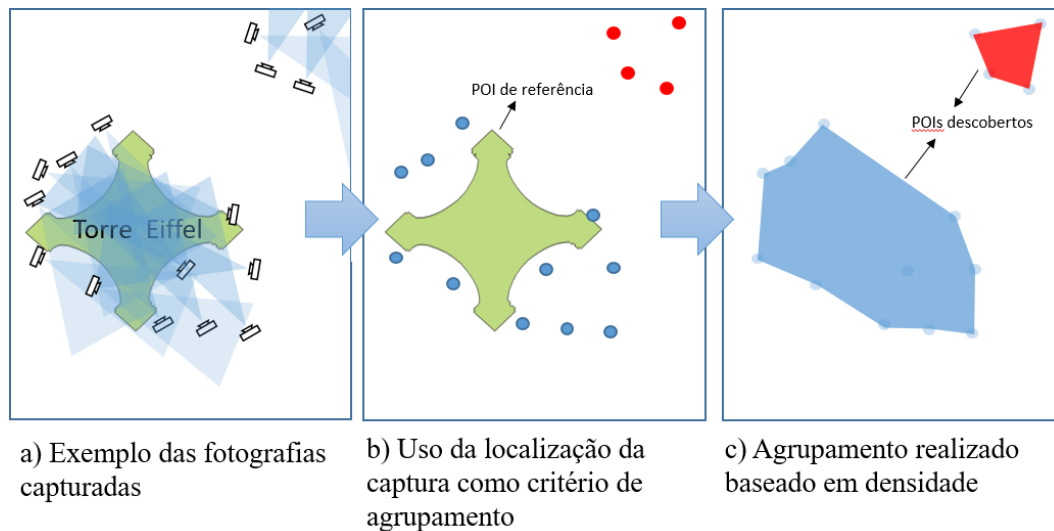 Torre Eiffel
POI de referência
POIs descobertos
a) Exemplo das fotografias
capturadas
b) Uso da localização da
captura como critério de
agrupamento
c) Agrupamento realizado
baseado em densidade